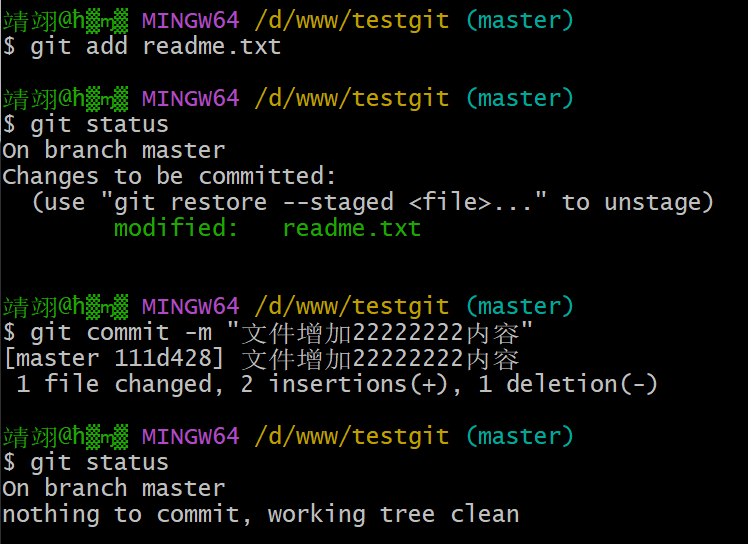 靖翊@ħ▒m▒ MINGW64 /d/www/testgit (master)
$ git add readme.txt
靖翊@ħ▒m▒ MINGW64 /d/www/testgit (master)
$ git status
On branch master
Changes to be committed:
(use "git restore --staged <file>..." to unstage)
modified: readme.txt
靖翊@ħ▒m▒ MINGW64 /d/www/testgit (master)
$ git commit -m "文件增加22222222内容"
[master 111d428] 文件增加22222222内容
1 file changed, 2 insertions(+), 1 deletion(-)
靖翊@ħ▒m▒ MINGW64 /d/www/testgit (master)
$ git status
On branch master
nothing to commit, working tree clean